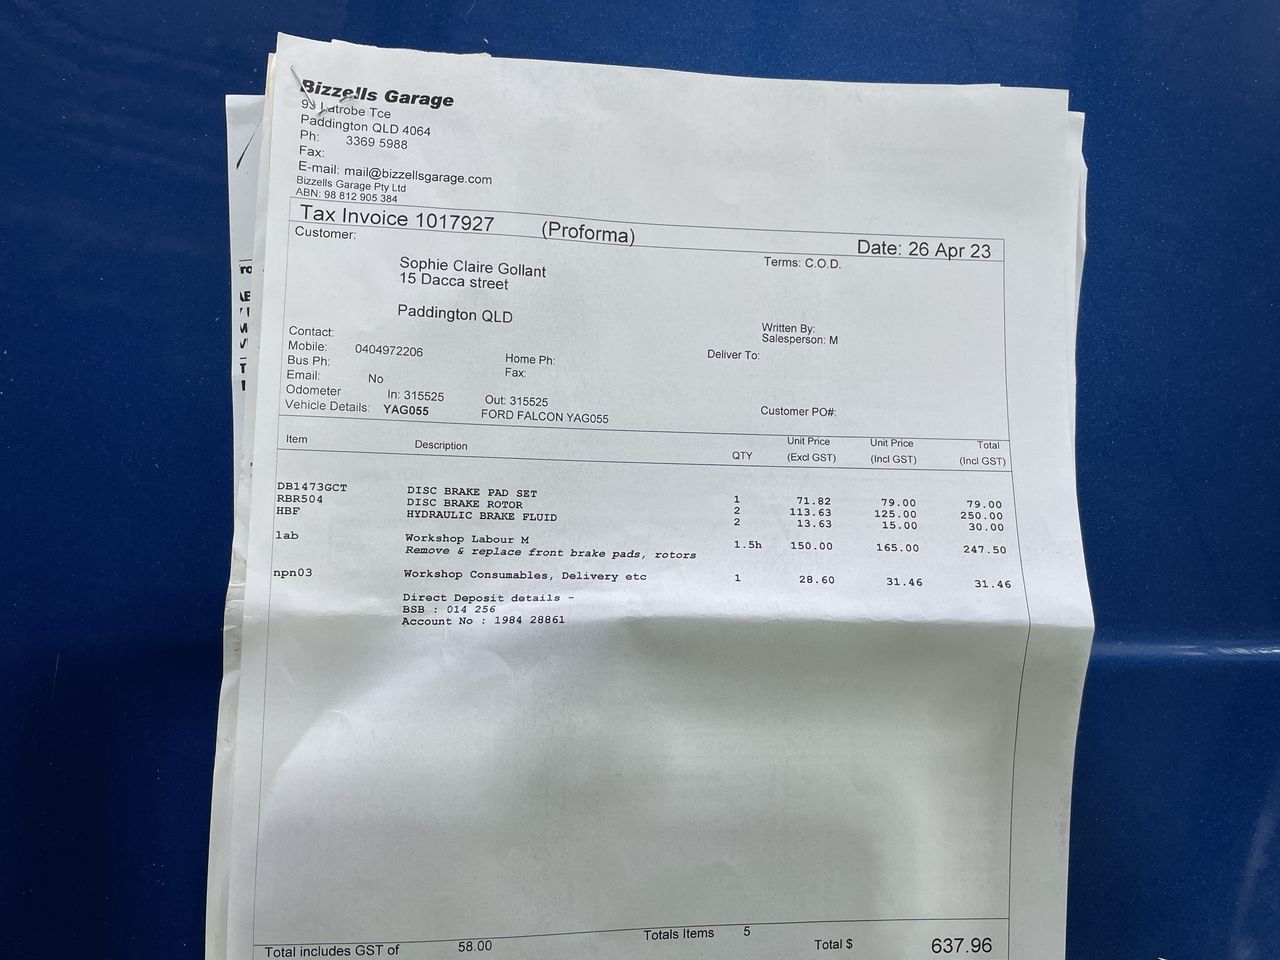 Bizzells Garage
99 Latrobe Tce
Paddington QLD 4064
Ph: 3369 5988
Fax:
E-mail: mail@bizzellsgarage.com
Bizzells Garage Pty Ltd
ABN: 98 812 905 384
Tax Invoice 1017927 (Proforma) Date: 26 Apr 23
Customer:
Terms: C.O.D.
Sophie Claire Gollant
15 Dacca street
Paddington QLD
Written By:
Salesperson: M
Contact:
Mobile: 0404972206 Home Ph: Deliver To:
Bus Ph: Fax:
Email: No
Odometer In: 315525 Out: 315525
Vehicle Details: YAG055 FORD FALCON YAG055 Customer PO#:
Item Description QTY Unit Price (Excl GST) Unit Price (Incl GST) Total (Incl GST)
DB1473GCT DISC BRAKE PAD SET 1 71.82 79.00 79.00
RBR504 DISC BRAKE ROTOR 2 113.63 125.00 250.00
HBF HYDRAULIC BRAKE FLUID 2 13.63 15.00 30.00
lab Workshop Labour M 1.5h 150.00 165.00 247.50
Remove & replace front brake pads, rotors
npn03 Workshop Consumables, Delivery etc 1 28.60 31.46 31.46
Direct Deposit details -
BSB : 014 256
Account No : 1984 28861
Total includes GST of 58.00 Totals Items 5 Total $ 637.96